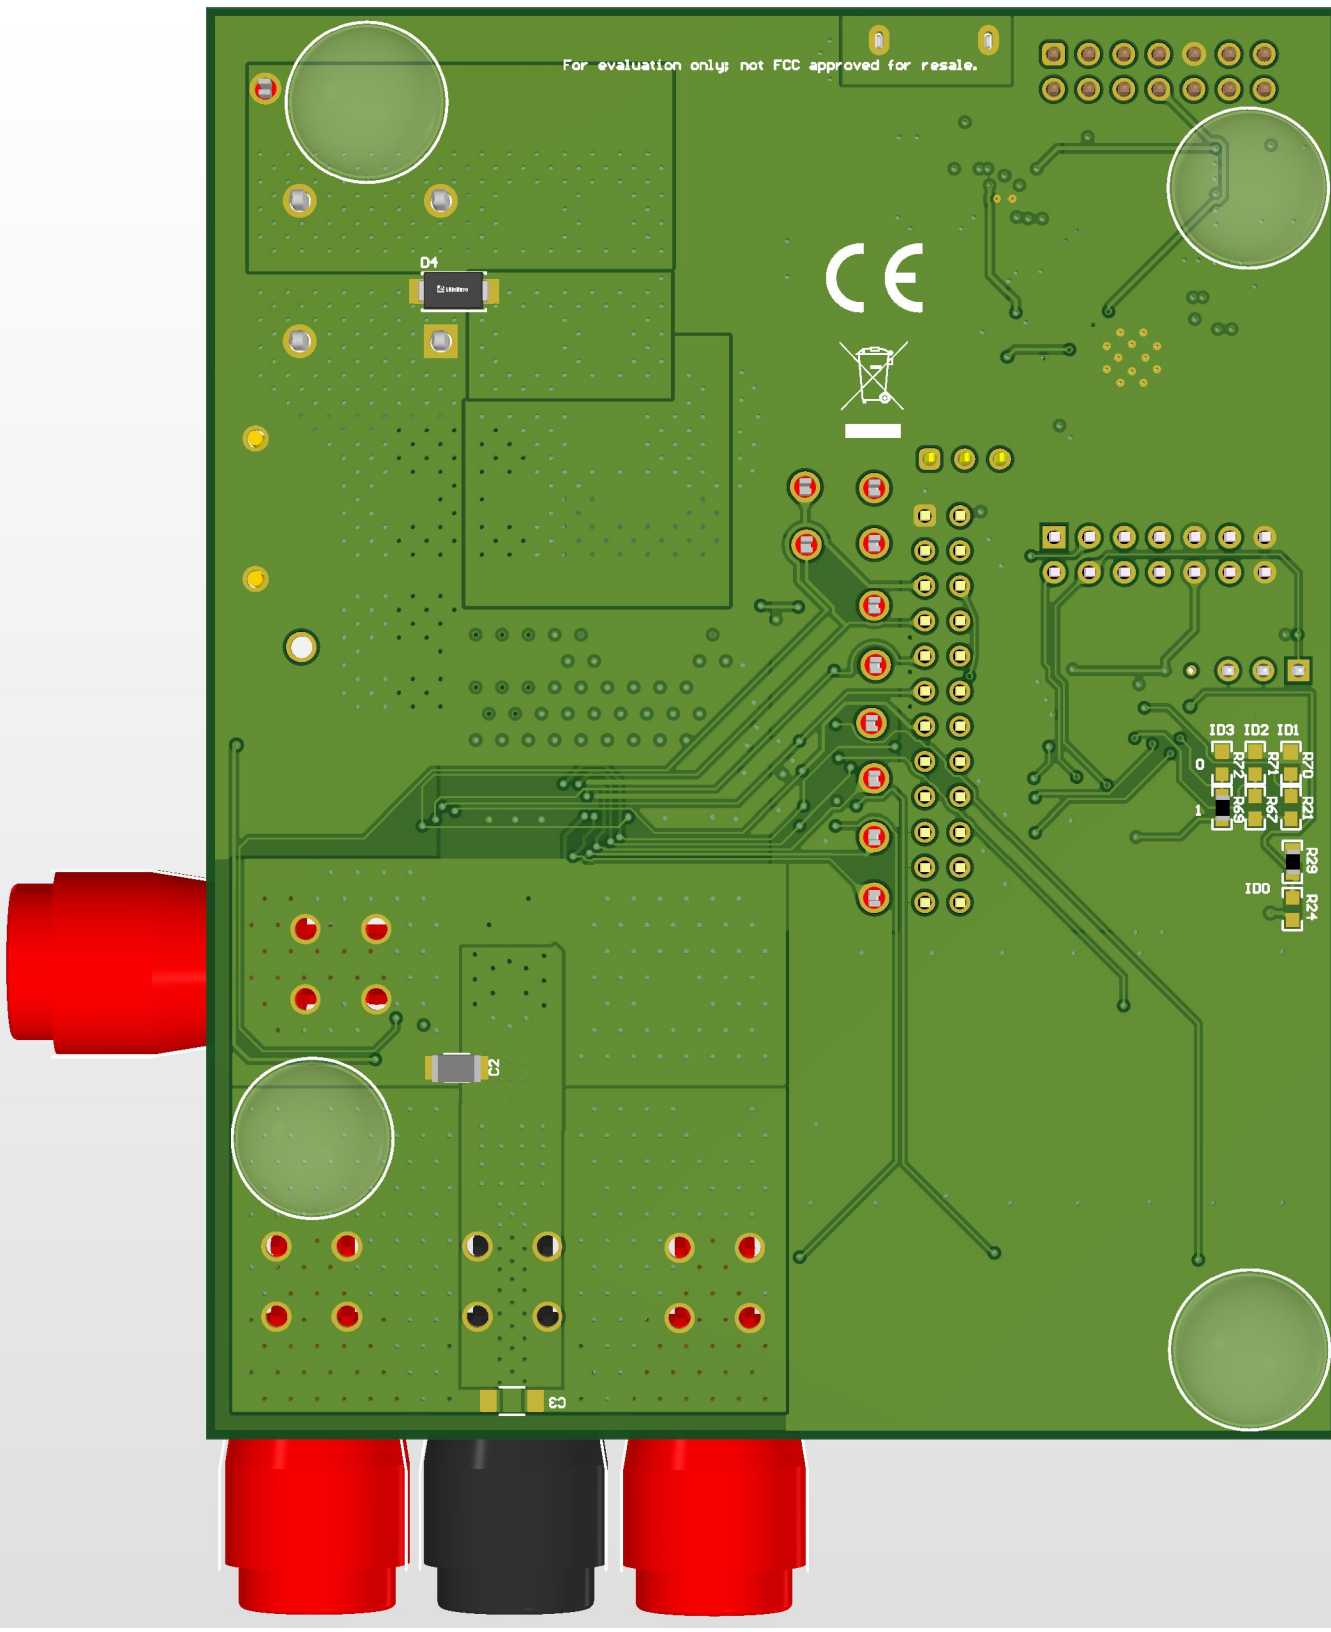 For evaluation only; not FCC approved for resale.
D4
CE
ID3 ID2 ID1
0
R72
R71
R70
1
R69
R67
R21
R29
ID0
R24
C2
C3